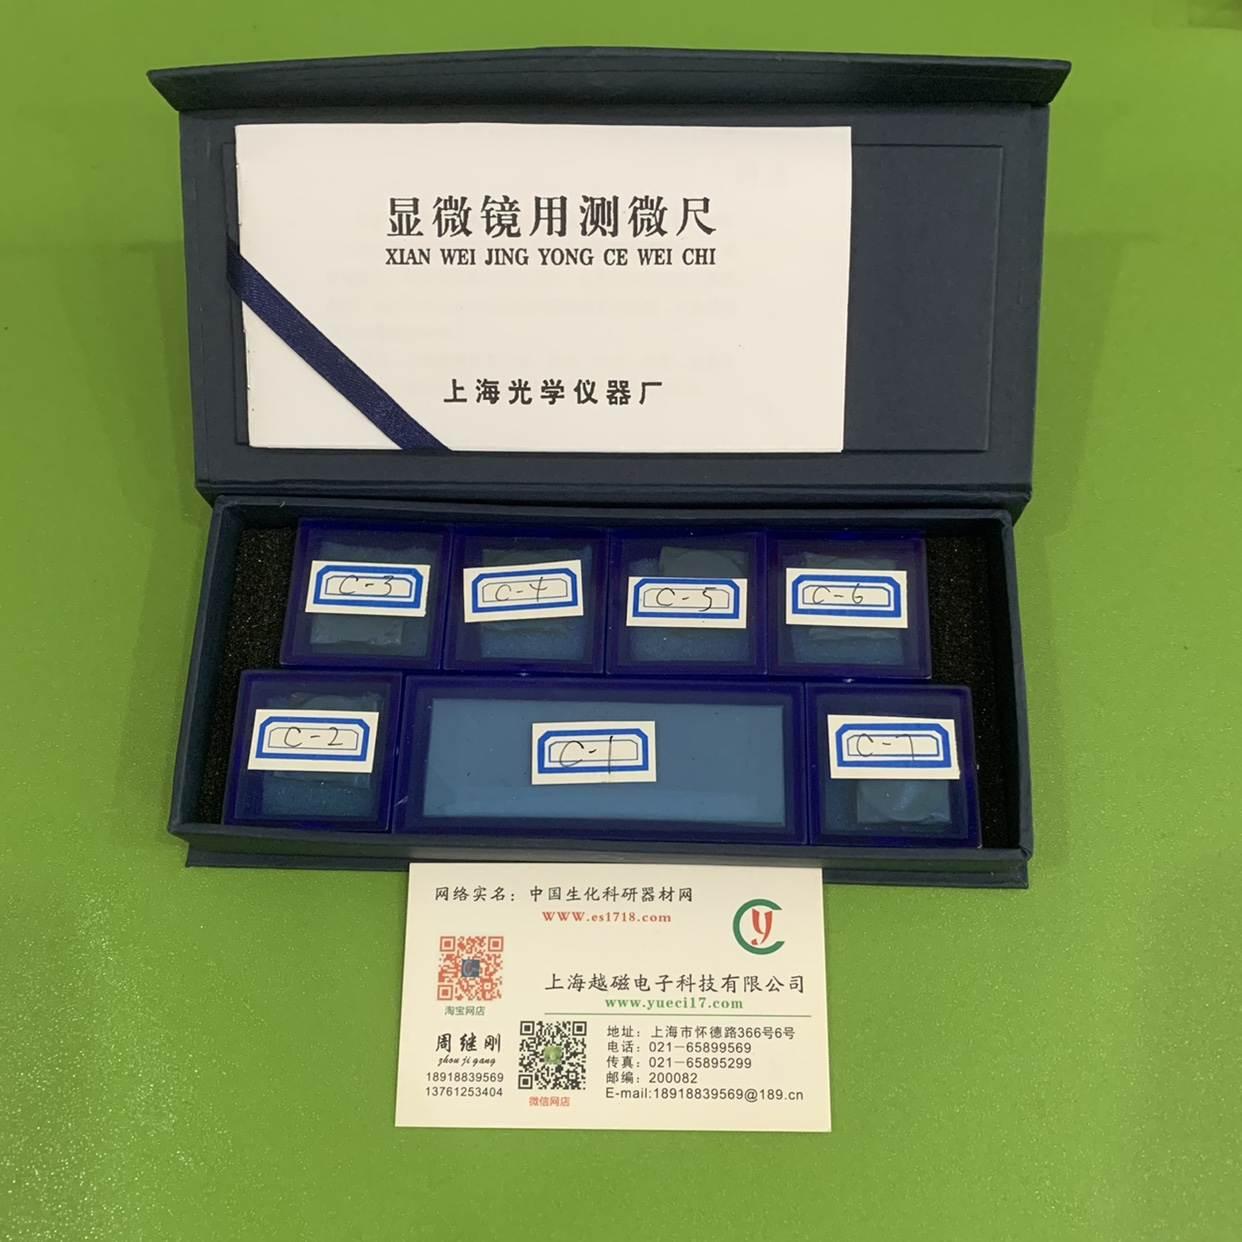 显微镜用测微尺
XIAN WEI JING YONG CE WEI CHI
上海光学仪器厂
C-3
C-4
C-5
C-6
C-2
C-1
C-7
网络实名：中国生化科研器材网
WWW.es1718.com
Cy
淘宝网店
上海越磁电子科技有限公司
www.yueci17.com
周继刚
zhou ji gang
18918839569
13761253404
微信网店
地址：上海市怀德路366号6号
电话：021-65899569
传真：021-65895299
邮编：200082
E-mail:18918839569@189.cn